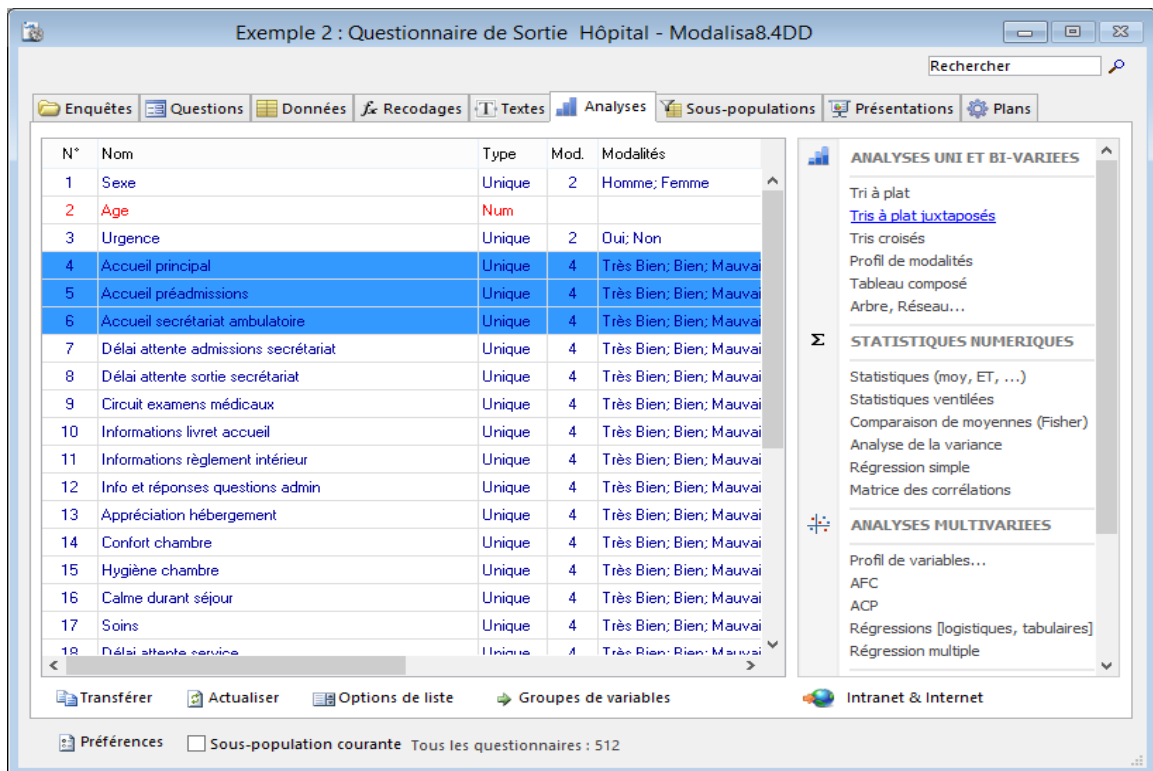 Exemple 2 : Questionnaire de Sortie Hôpital - Modalisa8.4DD
Rechercher
Enquêtes Questions Données fx Recodages T Textes Analyses Sous-populations Présentations Plans
N° Nom Type Mod. Modalités
1 Sexe Unique 2 Homme; Femme
2 Age Num
3 Urgence Unique 2 Oui; Non
4 Accueil principal Unique 4 Très Bien; Bien; Mauvai
5 Accueil préadmissions Unique 4 Très Bien; Bien; Mauvai
6 Accueil secrétariat ambulatoire Unique 4 Très Bien; Bien; Mauvai
7 Délai attente admissions secrétariat Unique 4 Très Bien; Bien; Mauvai
8 Délai attente sortie secrétariat Unique 4 Très Bien; Bien; Mauvai
9 Circuit examens médicaux Unique 4 Très Bien; Bien; Mauvai
10 Informations livret accueil Unique 4 Très Bien; Bien; Mauvai
11 Informations règlement intérieur Unique 4 Très Bien; Bien; Mauvai
12 Info et réponses questions admin Unique 4 Très Bien; Bien; Mauvai
13 Appréciation hébergement Unique 4 Très Bien; Bien; Mauvai
14 Confort chambre Unique 4 Très Bien; Bien; Mauvai
15 Hygiène chambre Unique 4 Très Bien; Bien; Mauvai
16 Calme durant séjour Unique 4 Très Bien; Bien; Mauvai
17 Soins Unique 4 Très Bien; Bien; Mauvai
18 Délai attente service Unique 4 Très Bien; Bien; Mauvai
ANALYSES UNI ET BI-VARIEES
Tri à plat
Tris à plat juxtaposés
Tris croisés
Profil de modalités
Tableau composé
Arbre, Réseau...
Σ STATISTIQUES NUMERIQUES
Statistiques (moy, ET, ...)
Statistiques ventilées
Comparaison de moyennes (Fisher)
Analyse de la variance
Régression simple
Matrice des corrélations
ANALYSES MULTIVARIEES
Profil de variables...
AFC
ACP
Régressions [logistiques, tabulaires]
Régression multiple
Transférer Actualiser Options de liste Groupes de variables Intranet & Internet
Préférences Sous-population courante Tous les questionnaires : 512